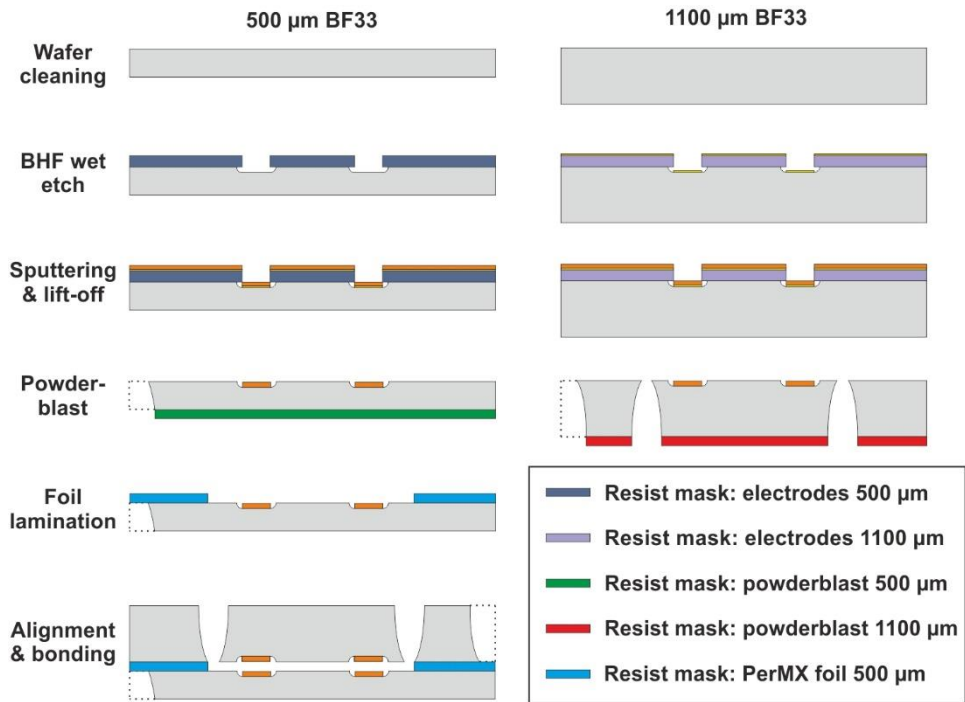 500 µm BF33
1100 µm BF33
Wafer
cleaning
BHF wet
etch
Sputtering
& lift-off
Powder-
blast
Foil
lamination
Alignment
& bonding
Resist mask: electrodes 500 µm
Resist mask: electrodes 1100 µm
Resist mask: powderblast 500 µm
Resist mask: powderblast 1100 µm
Resist mask: PerMX foil 500 µm